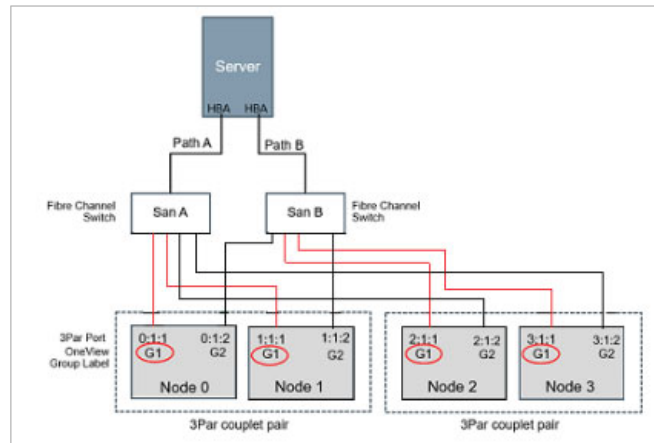 Server
HBA HBA
Path A
Path B
Fibre Channel
Switch
San A
San B
Fibre Channel
Switch
3Par Port
OneView
Group Label
0:1:1
0:1:2
G1
G2
Node 0
1:1:1
1:1:2
G1
G2
Node 1
2:1:1
2:1:2
G1
G2
Node 2
3:1:1
3:1:2
G1
G2
Node 3
3Par couplet pair
3Par couplet pair